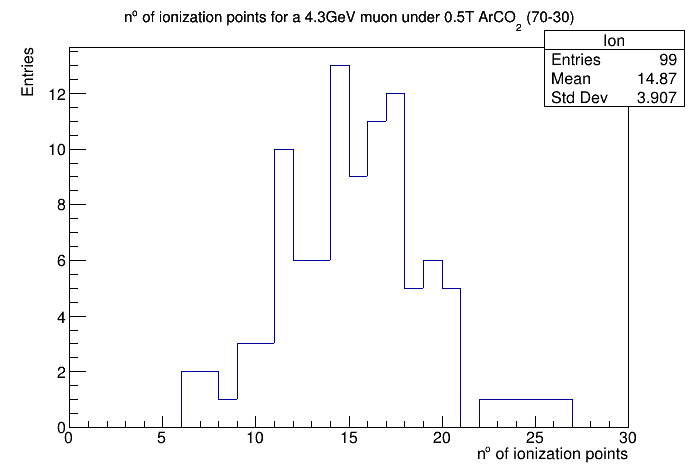 nº of ionization points for a 4.3GeV muon under 0.5T ArCO2 (70-30)
Ion
Entries 99
Mean 14.87
Std Dev 3.907
Entries
12
10
8
6
4
2
0
0 5 10 15 20 25 30
nº of ionization points